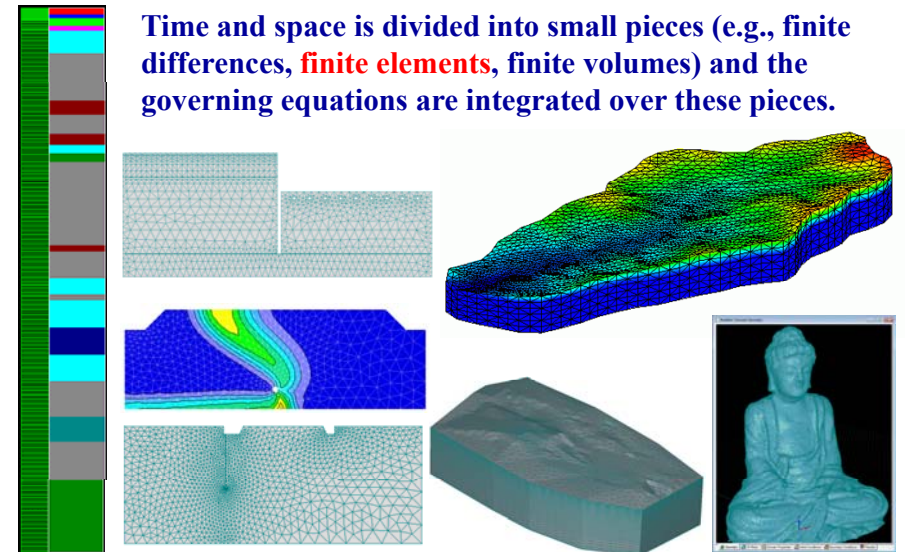 Time and space is divided into small pieces (e.g., finite
differences, finite elements, finite volumes) and the
governing equations are integrated over these pieces.